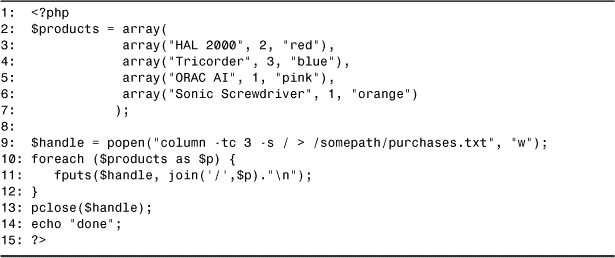 1:  <?php
2:  $products = array(
3:              array("HAL 2000", 2, "red"),
4:              array("Tricorder", 3, "blue"),
5:              array("ORAC AI", 1, "pink"),
6:              array("Sonic Screwdriver", 1, "orange")
7:             );
8:
9:  $handle = popen("column -tc 3 -s / > /somepath/purchases.txt", "w");
10: foreach ($products as $p) {
11:    fputs($handle, join('/',$p)."\n");
12: }
13: pclose($handle);
14: echo "done";
15: ?>